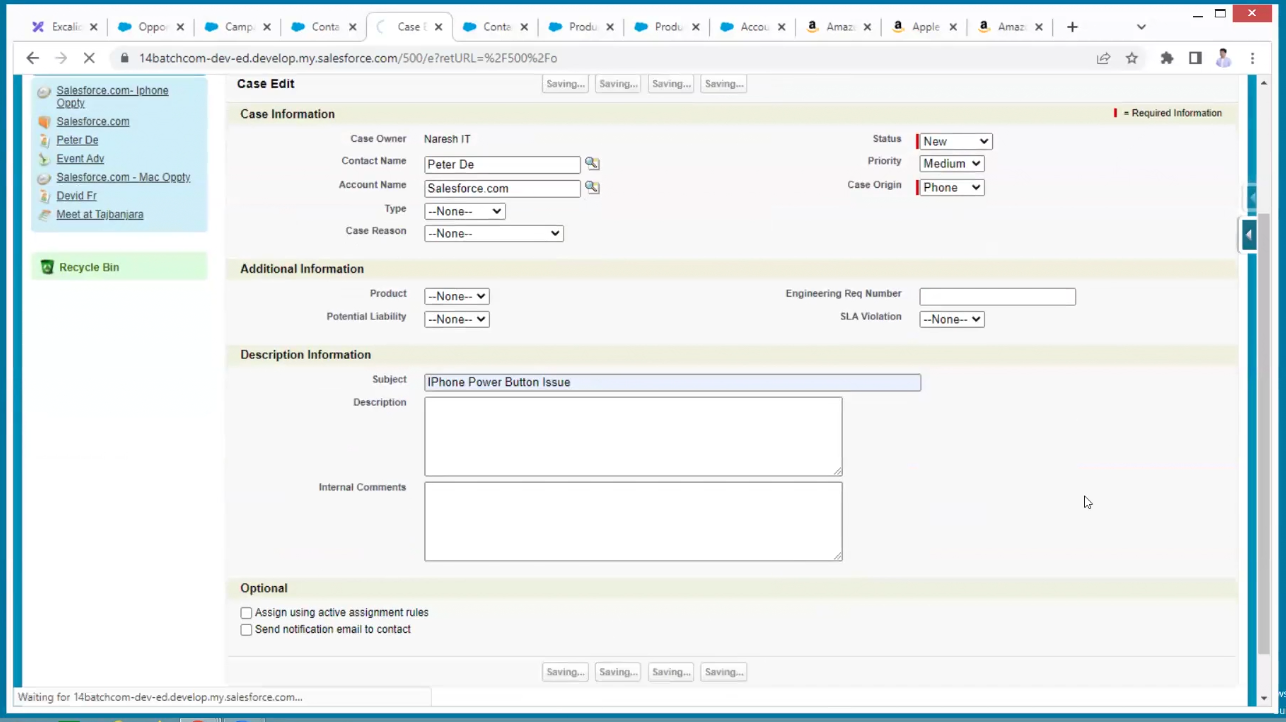 Excalid
Oppo
Camp
Conta
Case E
Conta
Produ
Produ
Accou
Amaz
Apple
Amaz
14batchcom-dev-ed.develop.my.salesforce.com/500/e?retURL=%2F500%2Fo
Salesforce.com- Iphone
Oppty
Salesforce.com
Peter De
Event Adv
Salesforce.com - Mac Oppty
Devid Fr
Meet at Tajbanjara
Recycle Bin
Case Edit
Saving... Saving... Saving... Saving...
Case Information
= Required Information
Case Owner Naresh IT
Status New
Contact Name Peter De
Priority Medium
Account Name Salesforce.com
Case Origin Phone
Type --None--
Case Reason --None--
Additional Information
Product --None--
Engineering Req Number
Potential Liability --None--
SLA Violation --None--
Description Information
Subject IPhone Power Button Issue
Description
Internal Comments
Optional
Assign using active assignment rules
Send notification email to contact
Saving... Saving... Saving... Saving...
Waiting for 14batchcom-dev-ed.develop.my.salesforce.com...